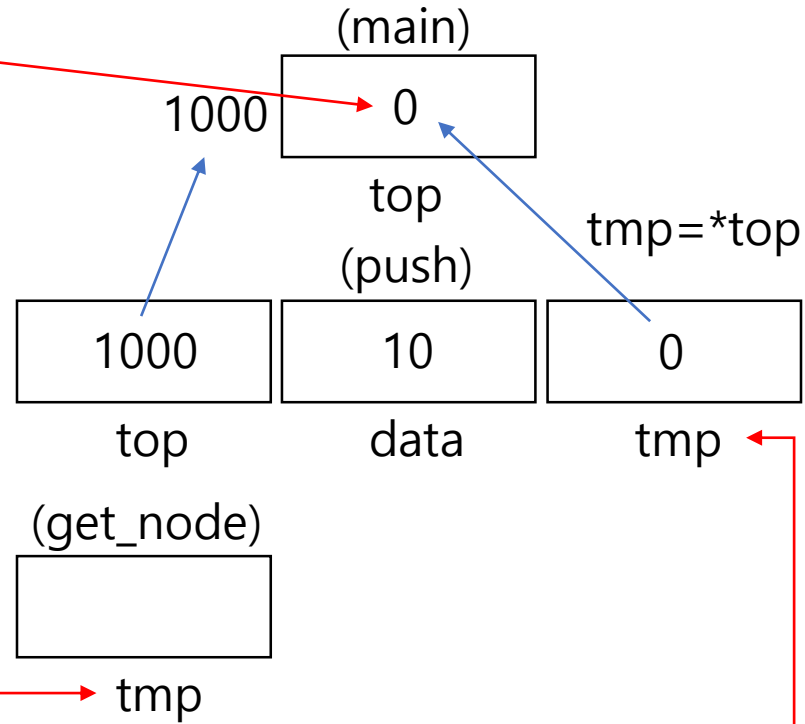 (main)
1000 0
top
tmp=*top
(push)
1000 10 0
top data tmp
(get_node)
tmp